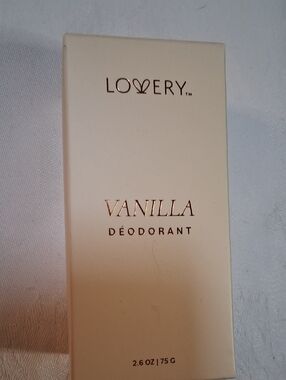 LOVERY™
VANILLA
DÉODORANT
2.6 OZ | 75 G